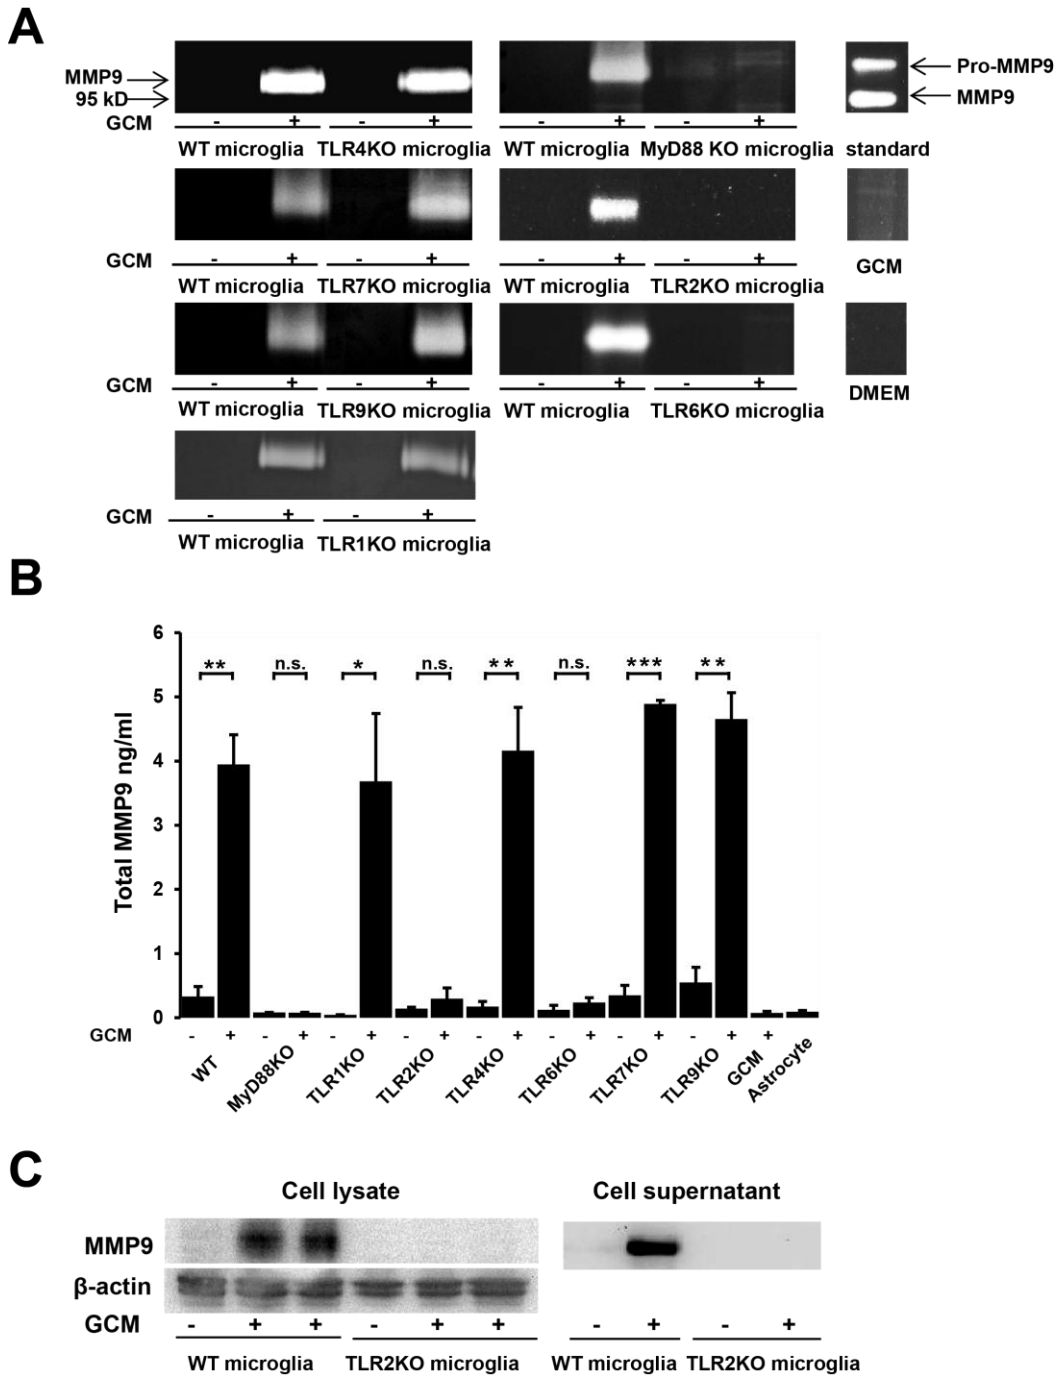 A
MMP9
95 kD
Pro-MMP9
MMP9
GCM - + - + - + - +
WT microglia TLR4KO microglia WT microglia MyD88 KO microglia standard
GCM - + - + - + - + GCM
WT microglia TLR7KO microglia WT microglia TLR2KO microglia
GCM - + - + - + - + DMEM
WT microglia TLR9KO microglia WT microglia TLR6KO microglia
GCM - + - +
WT microglia TLR1KO microglia
B
Total MMP9 ng/ml
6
5
4
3
2
1
0
** n.s. * n.s. ** n.s. *** **
GCM - + - + - + - + - + - + - + - + +
WT MyD88KO TLR1KO TLR2KO TLR4KO TLR6KO TLR7KO TLR9KO GCM Astrocyte
C
Cell lysate Cell supernatant
MMP9
β-actin
GCM - + + - + + - + - +
WT microglia TLR2KO microglia WT microglia TLR2KO microglia